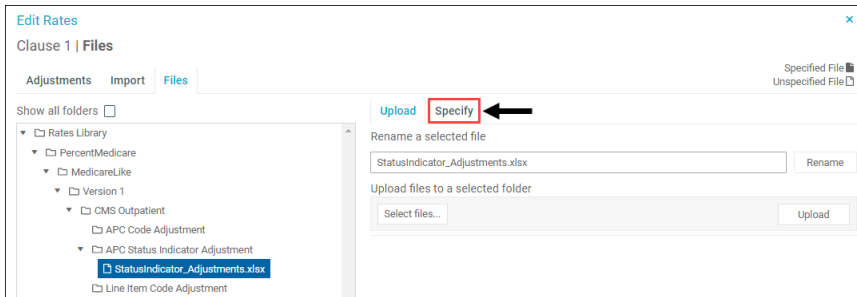 Edit Rates
×
Clause 1 | Files
Adjustments Import Files
Specified File
Unspecified File
Show all folders
Rates Library
PercentMedicare
MedicareLike
Version 1
CMS Outpatient
APC Code Adjustment
APC Status Indicator Adjustment
StatusIndicator_Adjustments.xlsx
Line Item Code Adjustment
Upload Specify
Rename a selected file
StatusIndicator_Adjustments.xlsx Rename
Upload files to a selected folder
Select files... Upload